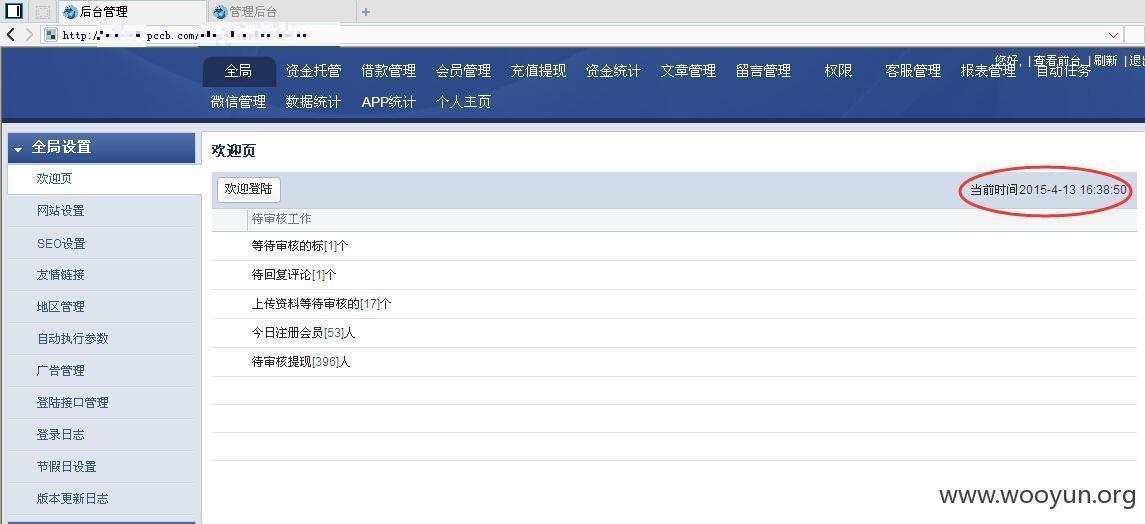 后台管理 管理后台
http:// pccb.com/
您好, | 查看前台 | 刷新 | 退出
全局 资金托管 借款管理 会员管理 充值提现 资金统计 文章管理 留言管理 权限 客服管理 报表管理 自动任务
微信管理 数据统计 APP统计 个人主页
全局设置
欢迎页
网站设置
SEO设置
友情链接
地区管理
自动执行参数
广告管理
登陆接口管理
登录日志
节假日设置
版本更新日志
欢迎页
欢迎登陆 当前时间2015-4-13 16:38:50
待审核工作
等待审核的标[1]个
待回复评论[1]个
上传资料等待审核的[17]个
今日注册会员[53]人
待审核提现[396]人
www.wooyun.org